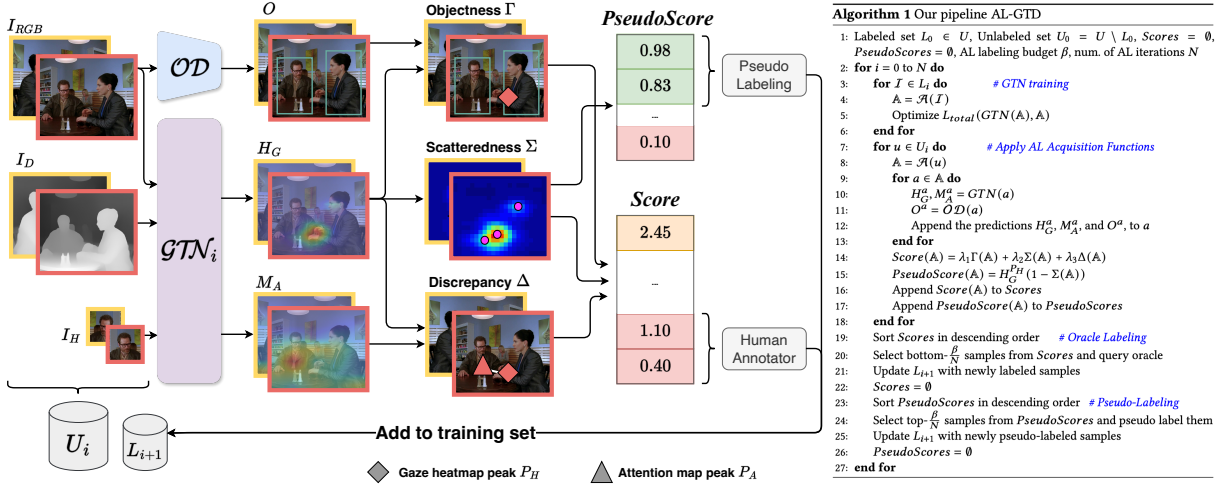 I_RGB
I_D
I_H
U_i
L_{i+1}
OD
GTN_i
O
H_G
M_A
Objectness Γ
Scatteredness Σ
Discrepancy Δ
PseudoScore
0.98
0.83
...
0.10
Score
2.45
...
1.10
0.40
Pseudo
Labeling
Human
Annotator
Add to training set
Gaze heatmap peak P_H
Attention map peak P_A
Algorithm 1 Our pipeline AL-GTD
1: Labeled set L_0 ∈ U, Unlabeled set U_0 = U \ L_0, Scores = ∅,
PseudoScores = ∅, AL labeling budget β, num. of AL iterations N
2: for i = 0 to N do
3: for I ∈ L_i do # GTN training
4: 𝔸 = A(I)
5: Optimize L_total(GTN(𝔸), 𝔸)
6: end for
7: for u ∈ U_i do # Apply AL Acquisition Functions
8: 𝔸 = A(u)
9: for a ∈ 𝔸 do
10: H_G^a, M_A^a = GTN(a)
11: O^a = OD(a)
12: Append the predictions H_G^a, M_A^a, and O^a, to a
13: end for
14: Score(𝔸) = λ_1Γ(𝔸) + λ_2Σ(𝔸) + λ_3Δ(𝔸)
15: PseudoScore(𝔸) = H_G^{P_H}(1 − Σ(𝔸))
16: Append Score(𝔸) to Scores
17: Append PseudoScore(𝔸) to PseudoScores
18: end for
19: Sort Scores in descending order # Oracle Labeling
20: Select bottom-β/N samples from Scores and query oracle
21: Update L_{i+1} with newly labeled samples
22: Scores = ∅
23: Sort PseudoScores in descending order # Pseudo-Labeling
24: Select top-β/N samples from PseudoScores and pseudo label them
25: Update L_{i+1} with newly pseudo-labeled samples
26: PseudoScores = ∅
27: end for